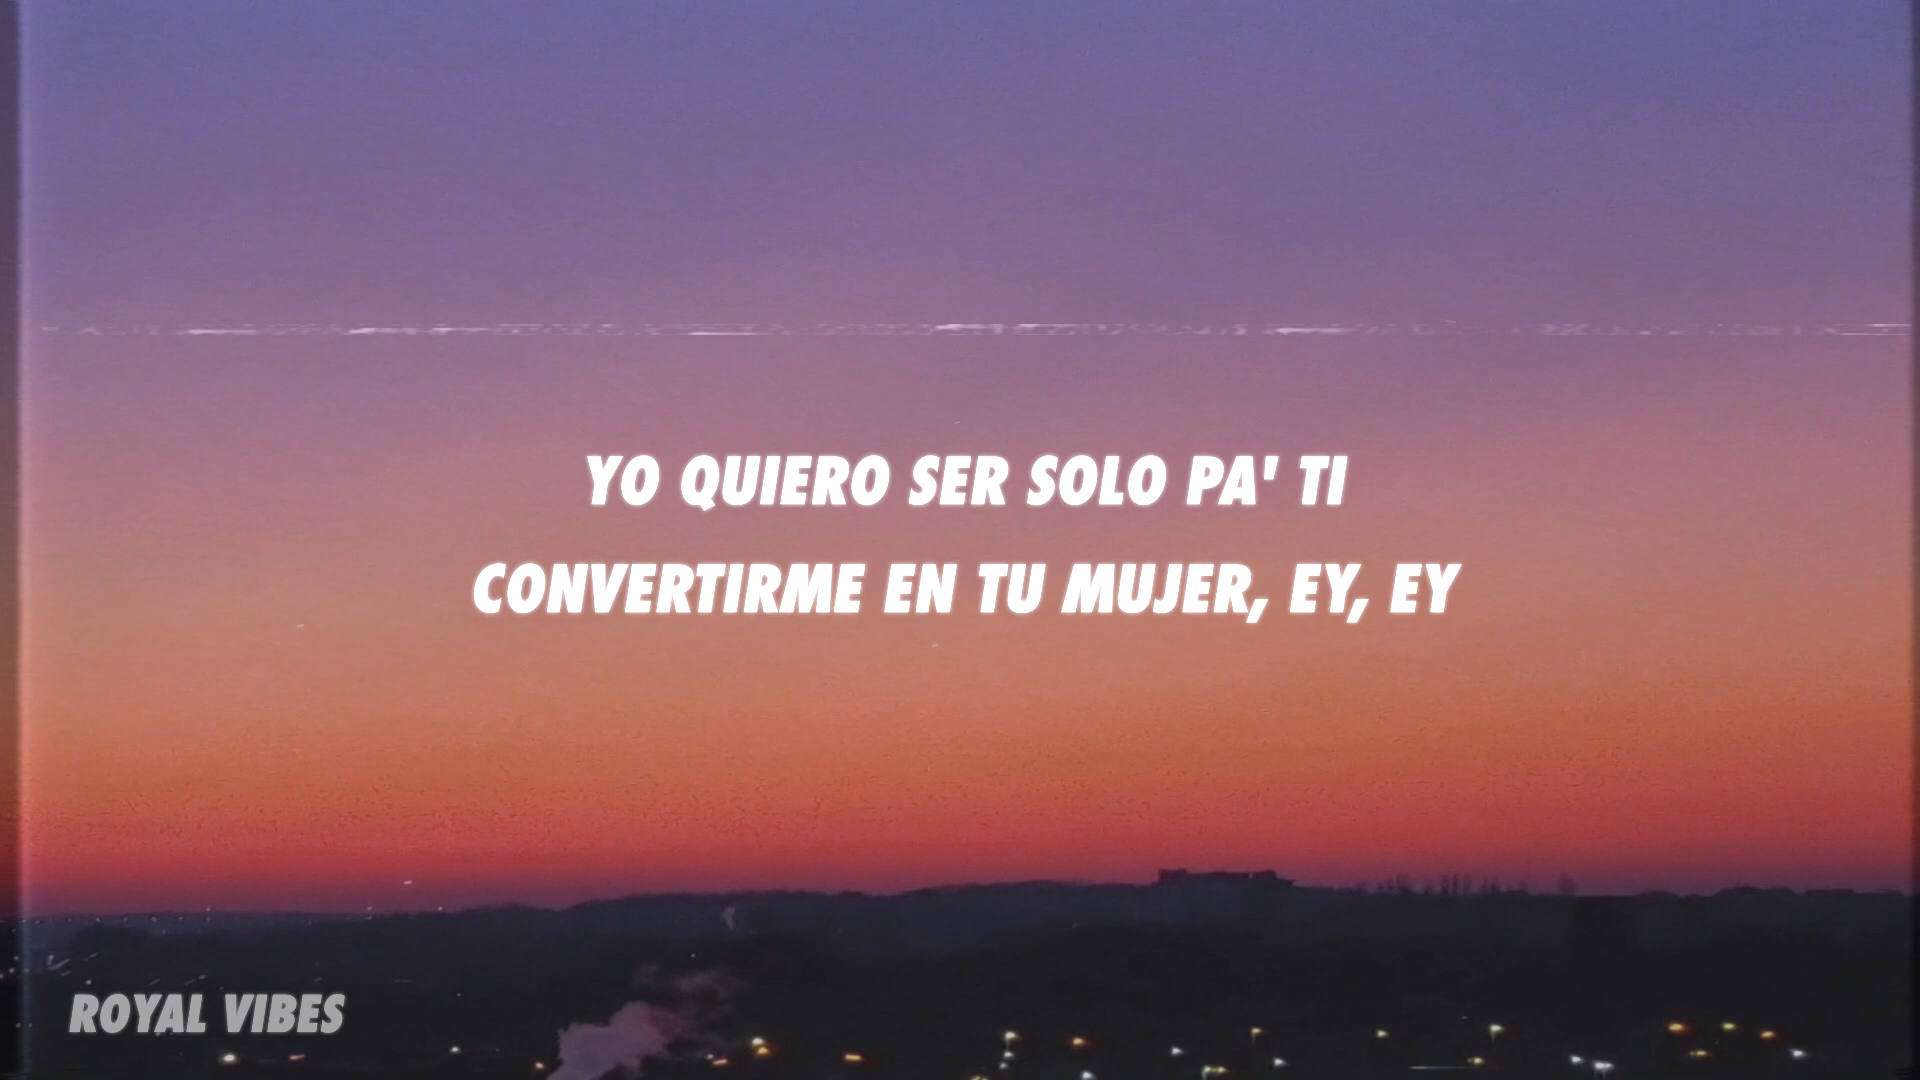 YO QUIERO SER SOLO PA' TI
CONVERTIRME EN TU MUJER, EY, EY
ROYAL VIBES